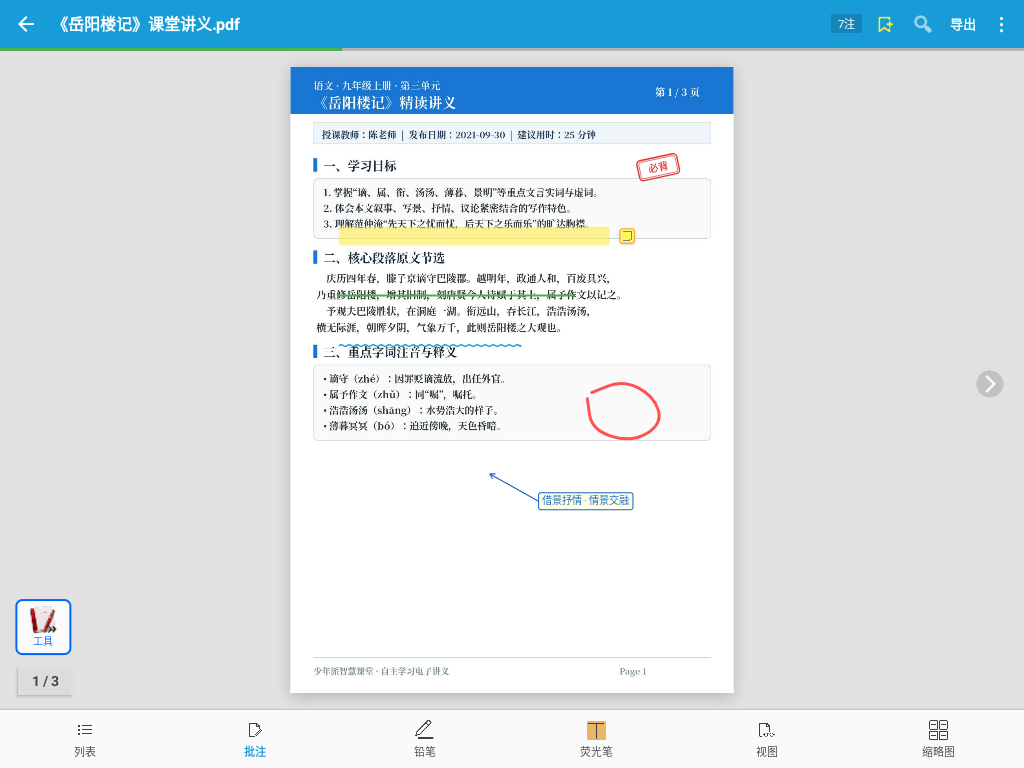 《岳阳楼记》课堂讲义.pdf
7注
导出
语文 · 九年级上册 · 第三单元
《岳阳楼记》精读讲义
第 1 / 3 页
授课教师：陈老师 | 发布日期：2021-09-30 | 建议用时：25 分钟
一、学习目标
必背
1. 掌握“谪、属、衔、汤汤、薄暮、景明”等重点文言实词与虚词。
2. 体会本文叙事、写景、抒情、议论紧密结合的写作特色。
3. 理解范仲淹“先天下之忧而忧，后天下之乐而乐”的旷达胸襟。
二、核心段落原文节选
庆历四年春，滕子京谪守巴陵郡。越明年，政通人和，百废具兴，
乃重修岳阳楼，增其旧制，刻唐贤今人诗赋于其上，属予作文以记之。
予观夫巴陵胜状，在洞庭一湖。衔远山，吞长江，浩浩汤汤，
横无际涯，朝晖夕阴，气象万千，此则岳阳楼之大观也。
三、重点字词注音与释义
• 谪守（zhé）：因罪贬谪流放，出任外官。
• 属予作文（zhǔ）：同“嘱”，嘱托。
• 浩浩汤汤（shāng）：水势浩大的样子。
• 薄暮冥冥（bó）：迫近傍晚，天色昏暗。
借景抒情 · 情景交融
少年派智慧课堂 · 自主学习电子讲义
Page 1
工具
1 / 3
列表
批注
铅笔
荧光笔
视图
缩略图